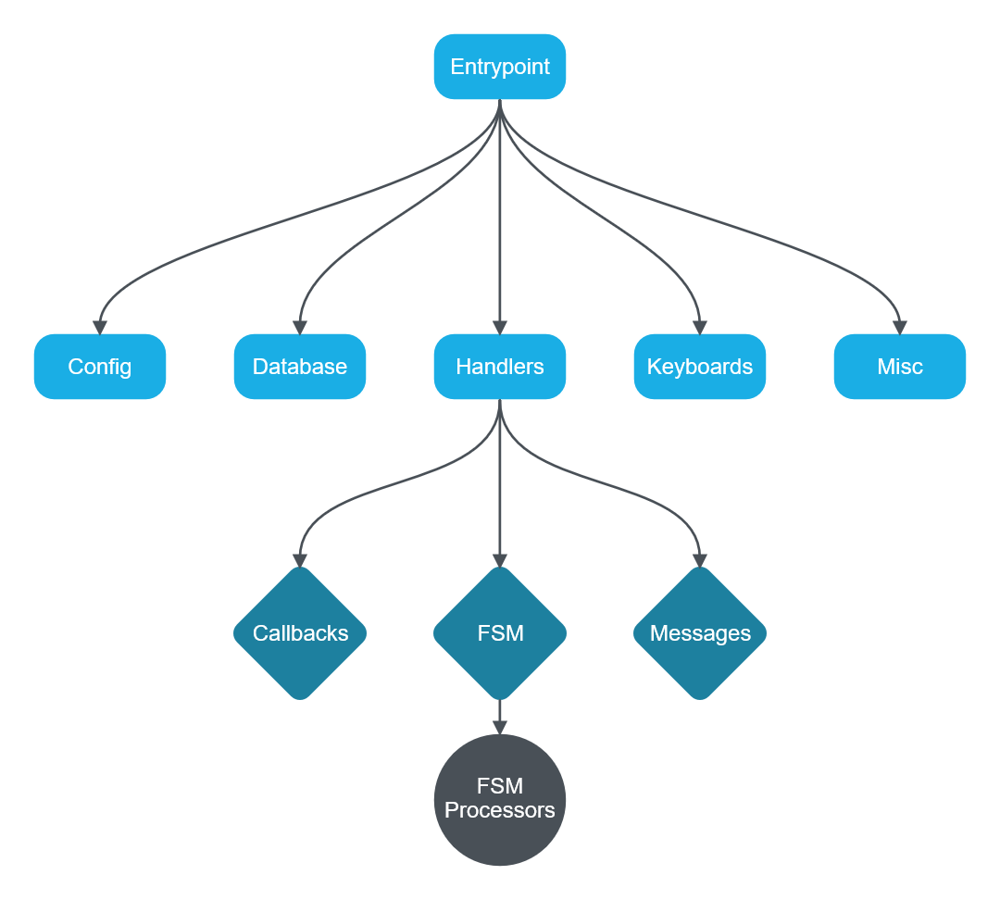 Entrypoint
Config
Database
Handlers
Keyboards
Misc
Callbacks
FSM
Messages
FSM
Processors